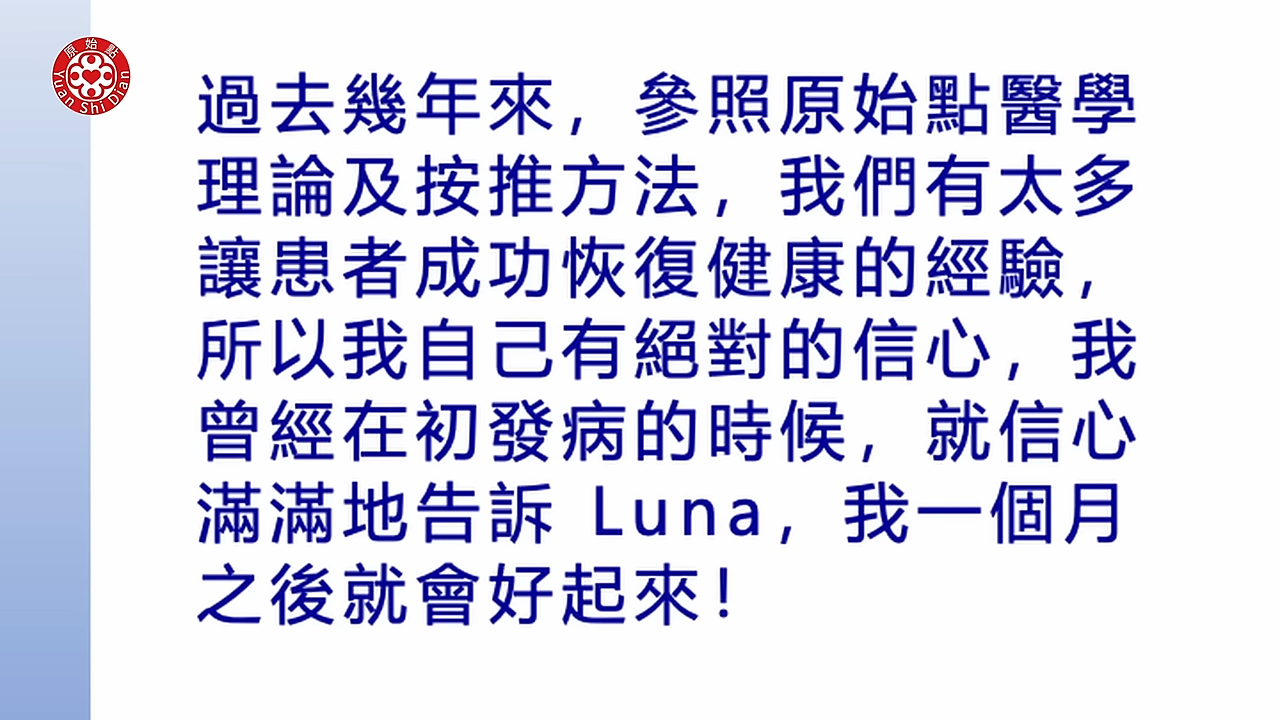 原始點
Yuan Shi Dian
過去幾年來，參照原始點醫學
理論及按推方法，我們有太多
讓患者成功恢復健康的經驗，
所以我自己有絕對的信心，我
曾經在初發病的時候，就信心
滿滿地告訴 Luna，我一個月
之後就會好起來！